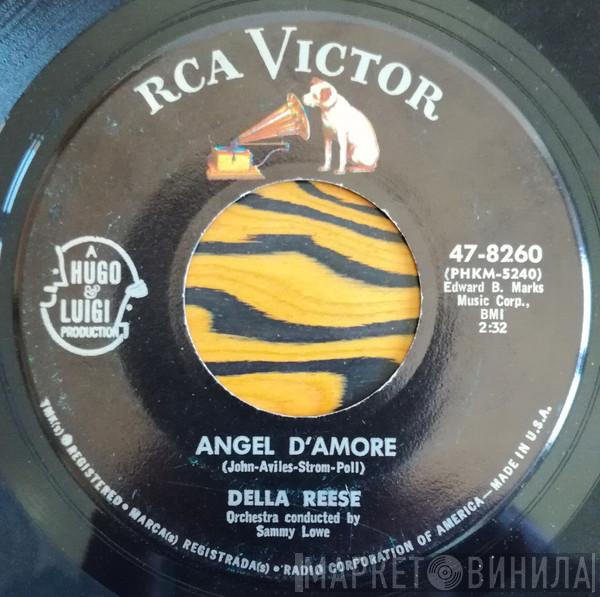 RCA VICTOR
A
HUGO
&
LUIGI
PRODUCTION
47-8260
(PHKM-5240)
Edward B. Marks
Music Corp.,
BMI
2:32
ANGEL D'AMORE
(John-Aviles-Strom-Poll)
DELLA REESE
Orchestra conducted by
Sammy Lowe
TMK(s) ® REGISTERED • MARCA(s) REGISTRADA(s) • RADIO CORPORATION OF AMERICA—MADE IN U.S.A.
МАРКЕТ ВИНИЛА